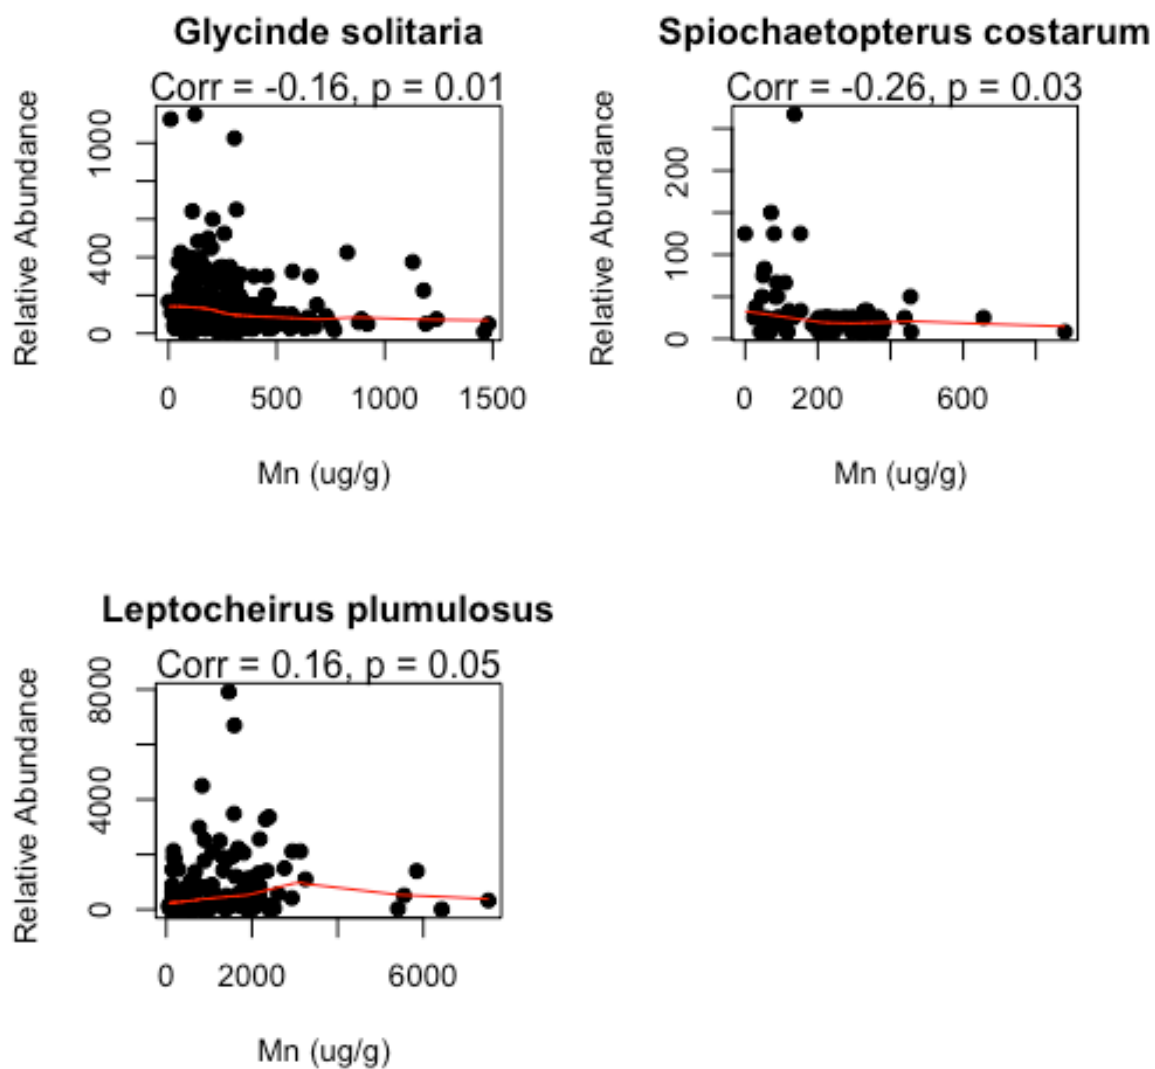 Glycinde solitaria
Corr = -0.16, p = 0.01
Relative Abundance
1000
400
0
0 500 1000 1500
Mn (ug/g)
Spiochaetopterus costarum
Corr = -0.26, p = 0.03
Relative Abundance
200
100
0
0 200 600
Mn (ug/g)
Leptocheirus plumulosus
Corr = 0.16, p = 0.05
Relative Abundance
8000
4000
0
0 2000 6000
Mn (ug/g)